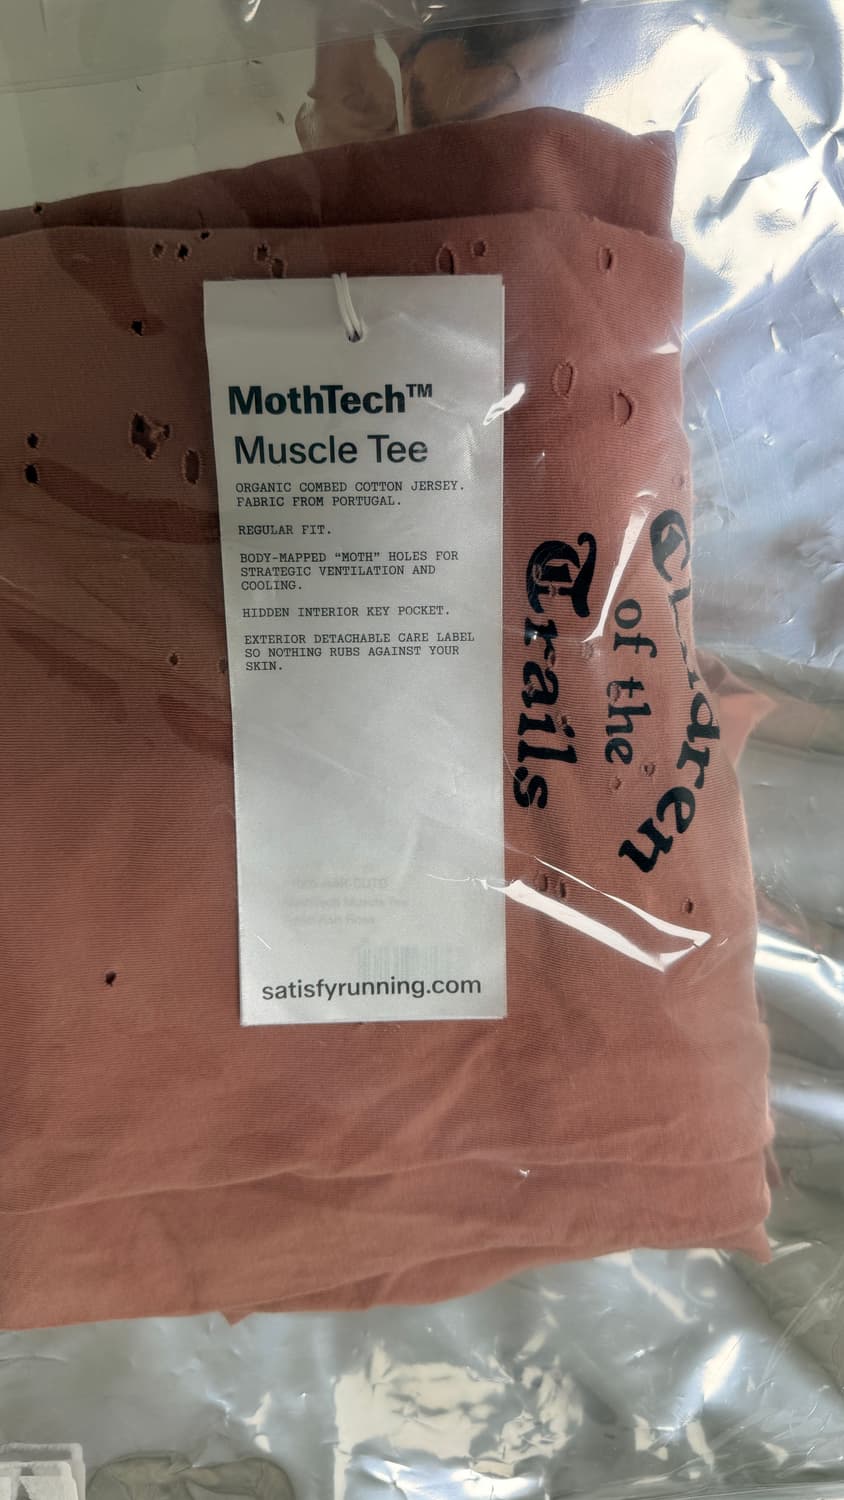 MothTech™
Muscle Tee
ORGANIC COMBED COTTON JERSEY.
FABRIC FROM PORTUGAL.
REGULAR FIT.
BODY-MAPPED “MOTH” HOLES FOR
STRATEGIC VENTILATION AND
COOLING.
HIDDEN INTERIOR KEY POCKET.
EXTERIOR DETACHABLE CARE LABEL
SO NOTHING RUBS AGAINST YOUR
SKIN.
satisfyrunning.com
Children
of the
Trails